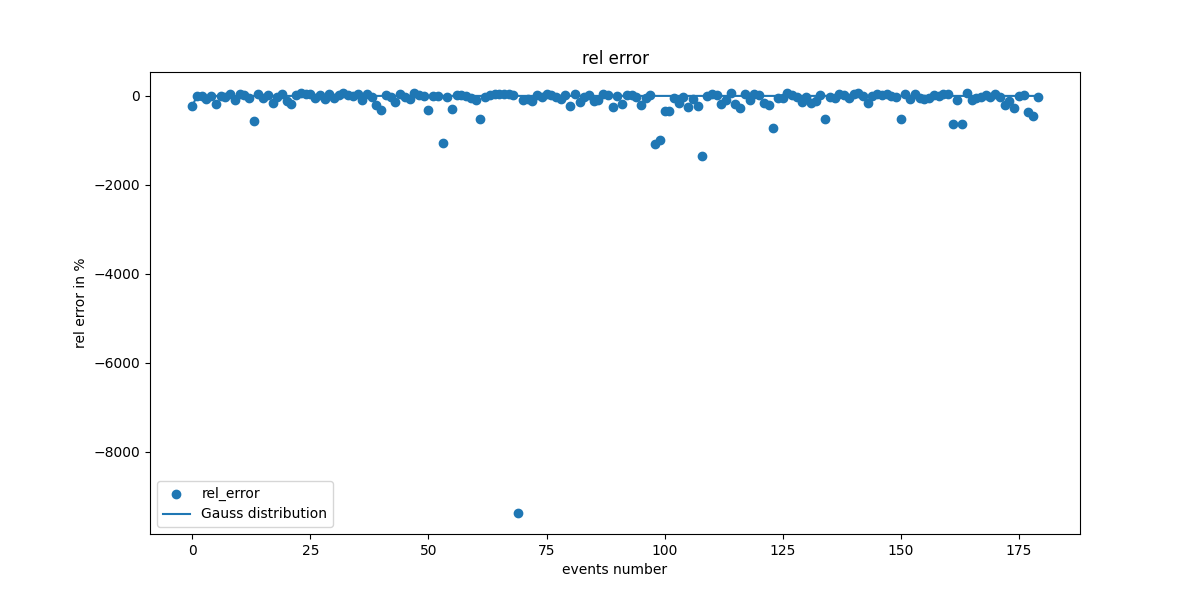 rel error
rel error in %
0
−2000
−4000
−6000
−8000
rel_error
Gauss distribution
0 25 50 75 100 125 150 175
events number